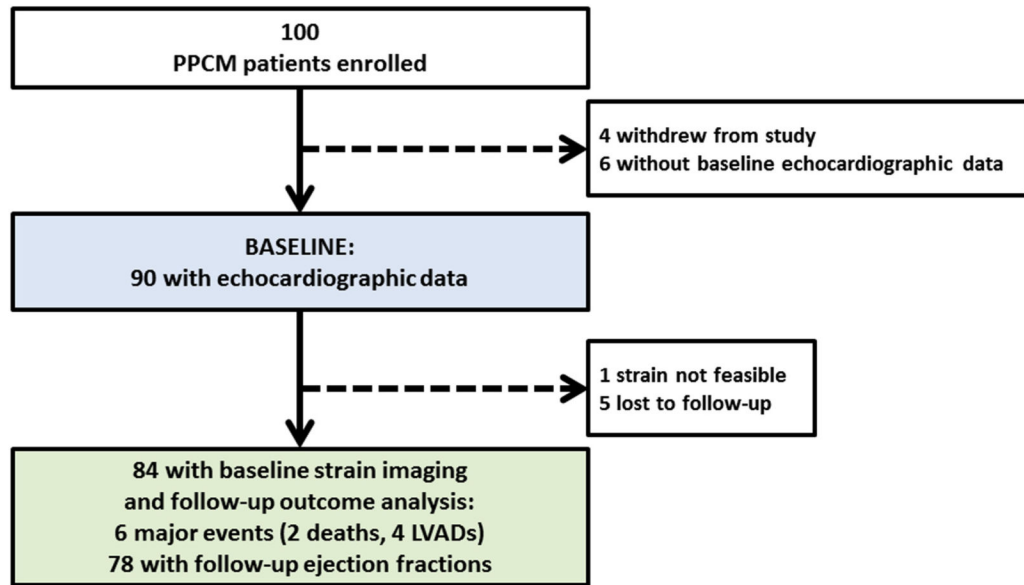 100
PPCM patients enrolled
4 withdrew from study
6 without baseline echocardiographic data
BASELINE:
90 with echocardiographic data
1 strain not feasible
5 lost to follow-up
84 with baseline strain imaging
and follow-up outcome analysis:
6 major events (2 deaths, 4 LVADs)
78 with follow-up ejection fractions